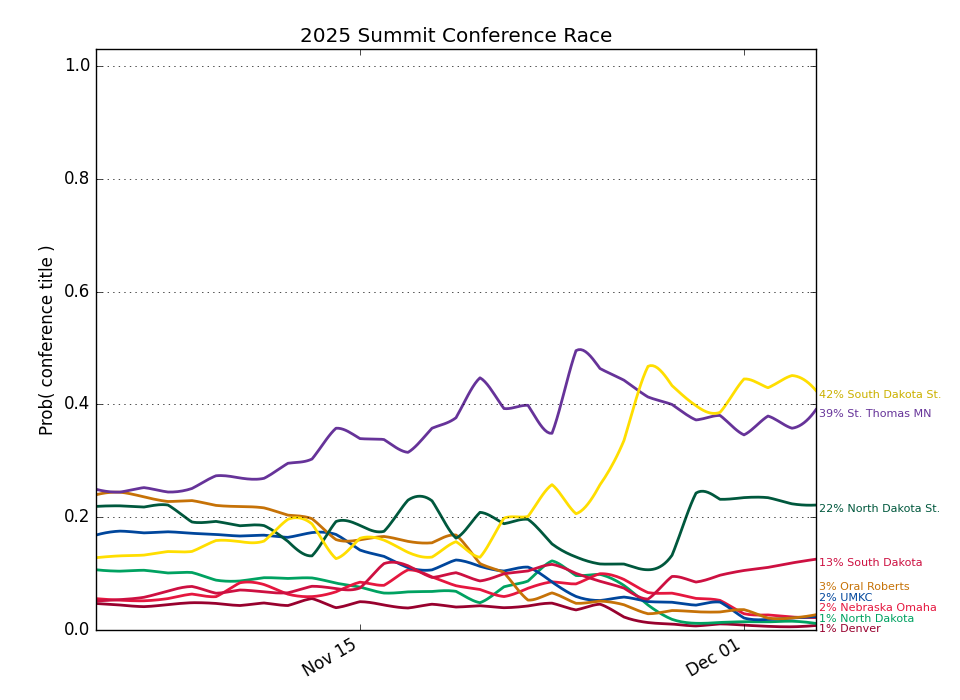 2025 Summit Conference Race
Prob( conference title )
1.0
0.8
0.6
0.4
0.2
0.0
Nov 15
Dec 01
42% South Dakota St.
39% St. Thomas MN
22% North Dakota St.
13% South Dakota
3% Oral Roberts
2% UMKC
2% Nebraska Omaha
1% North Dakota
1% Denver